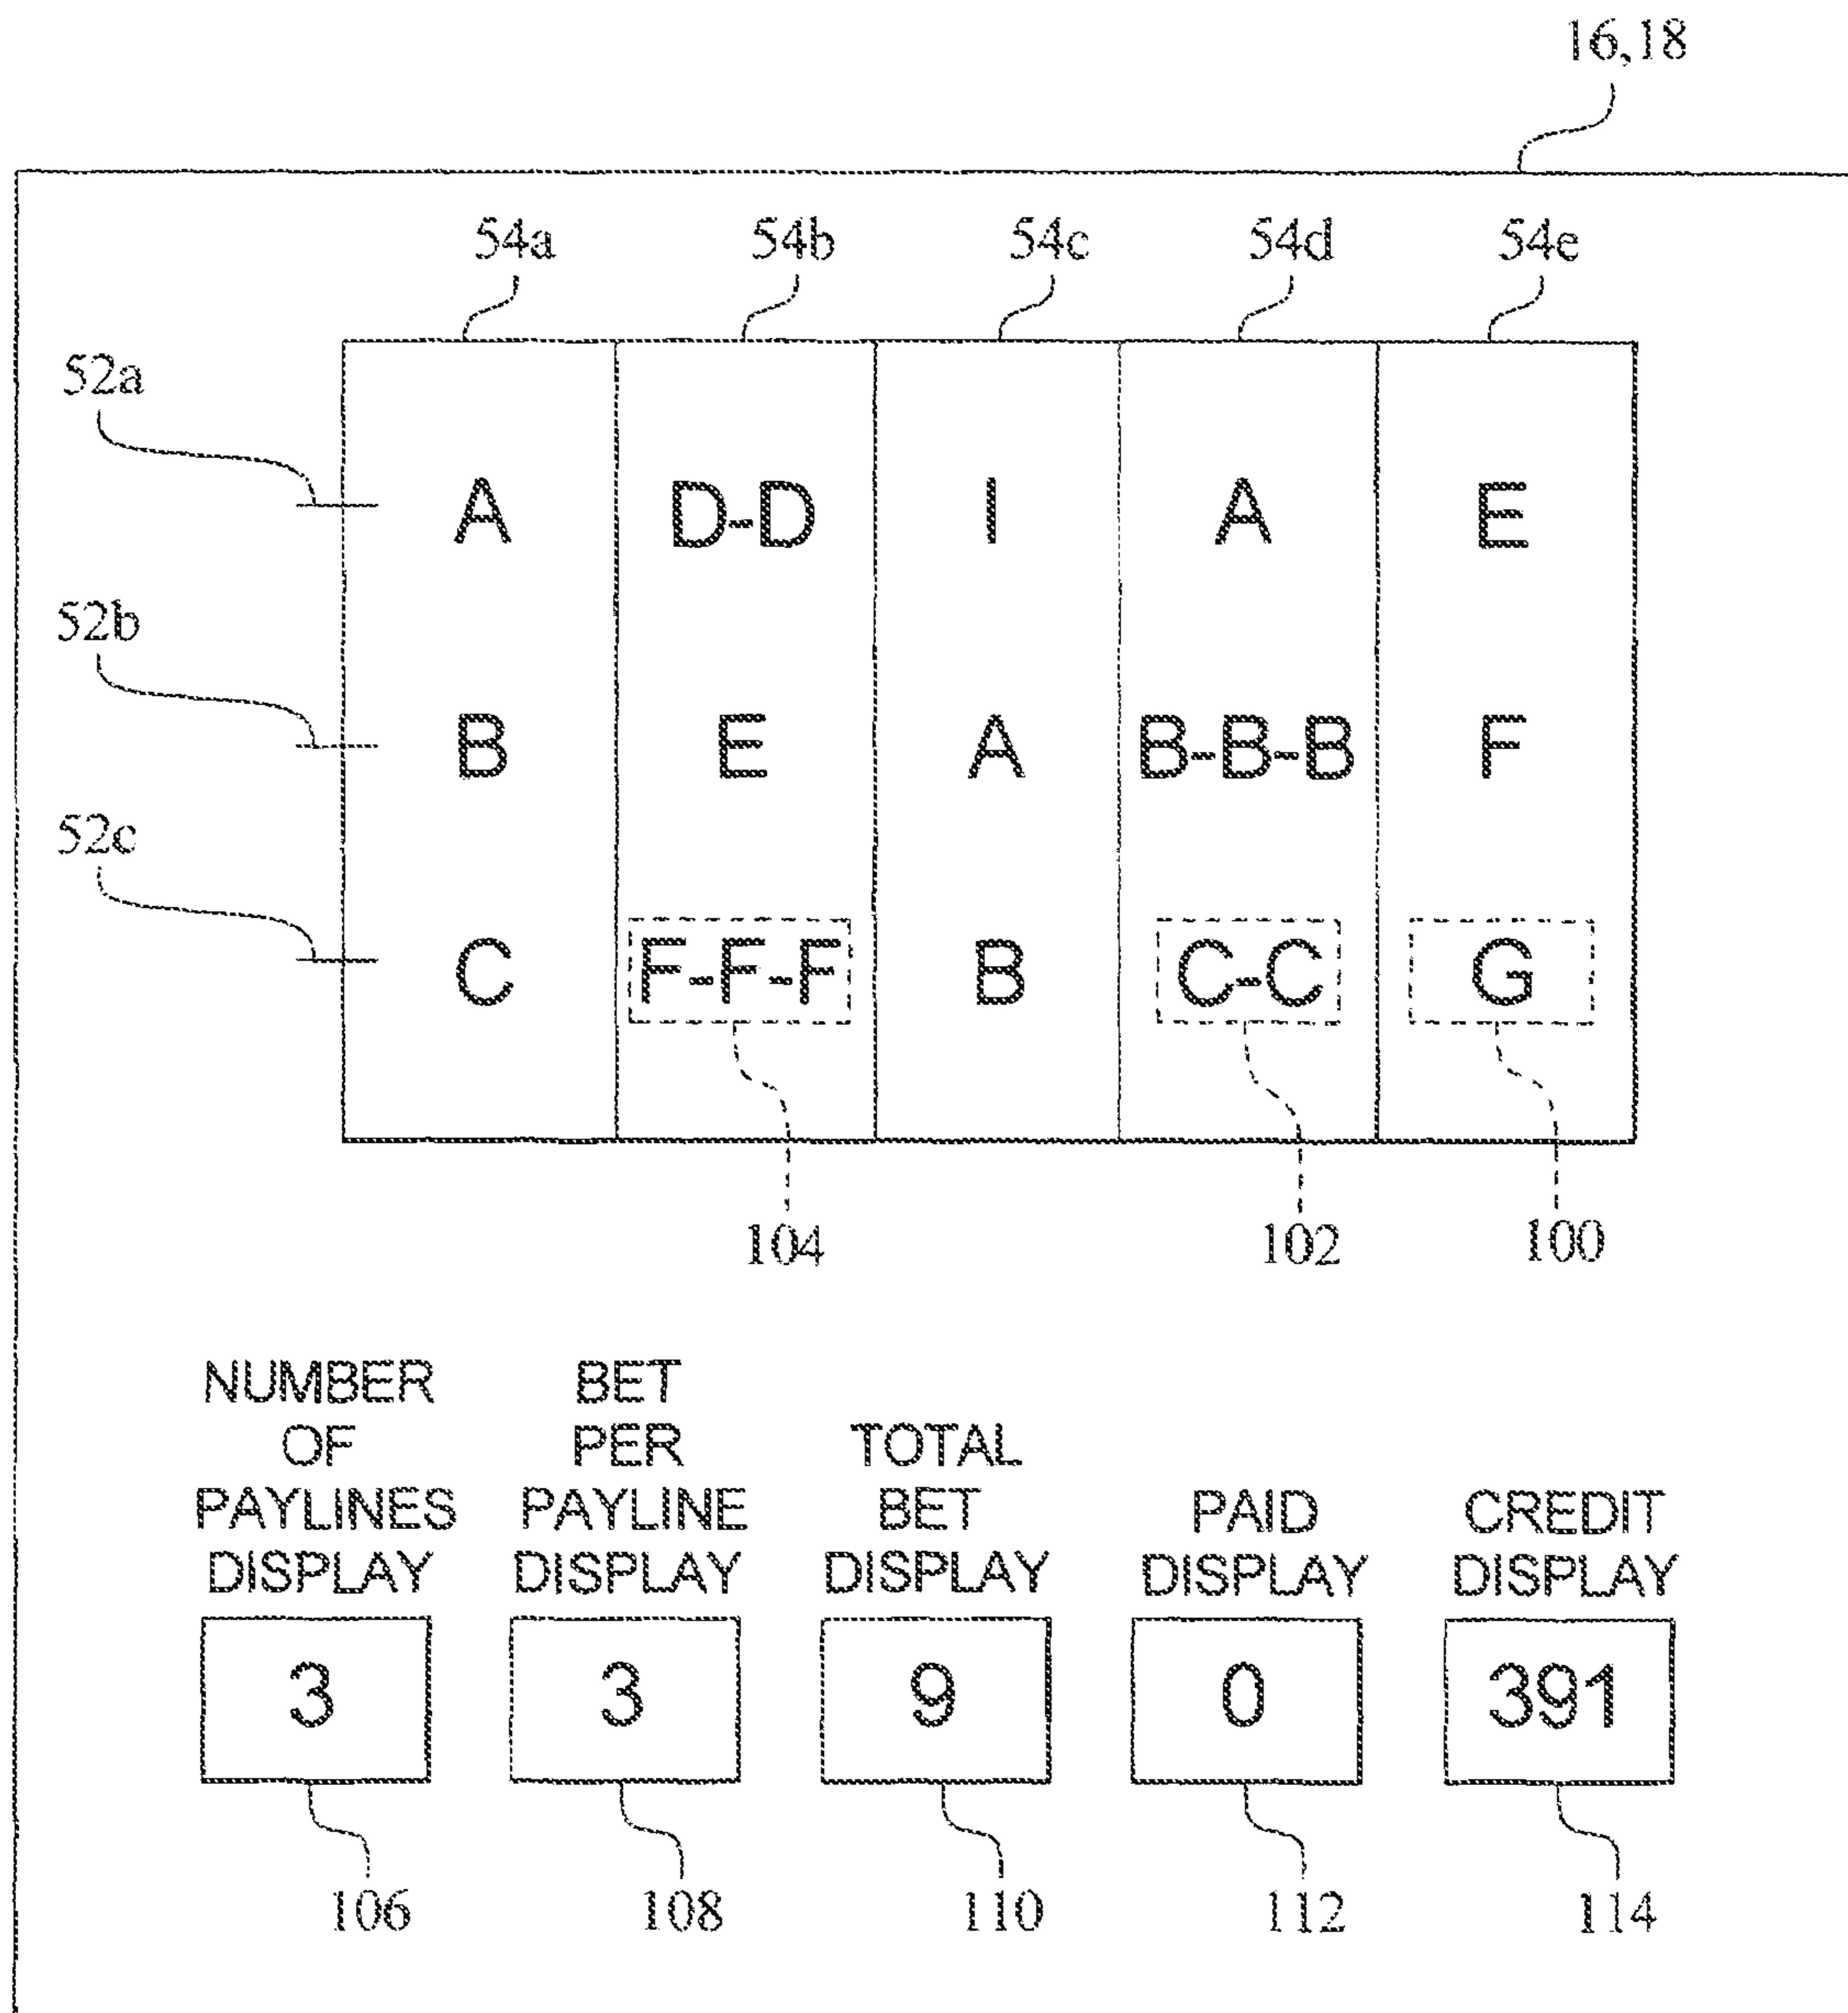 16,18
54a 54b 54c 54d 54e
52a
A D-D I A E
52b
B E A B-B-B F
52c
C F-F-F B C-C G
104 102 100
NUMBER OF PAYLINES DISPLAY
BET PER PAYLINE DISPLAY
TOTAL BET DISPLAY
PAID DISPLAY
CREDIT DISPLAY
3 3 9 0 391
106 108 110 112 114